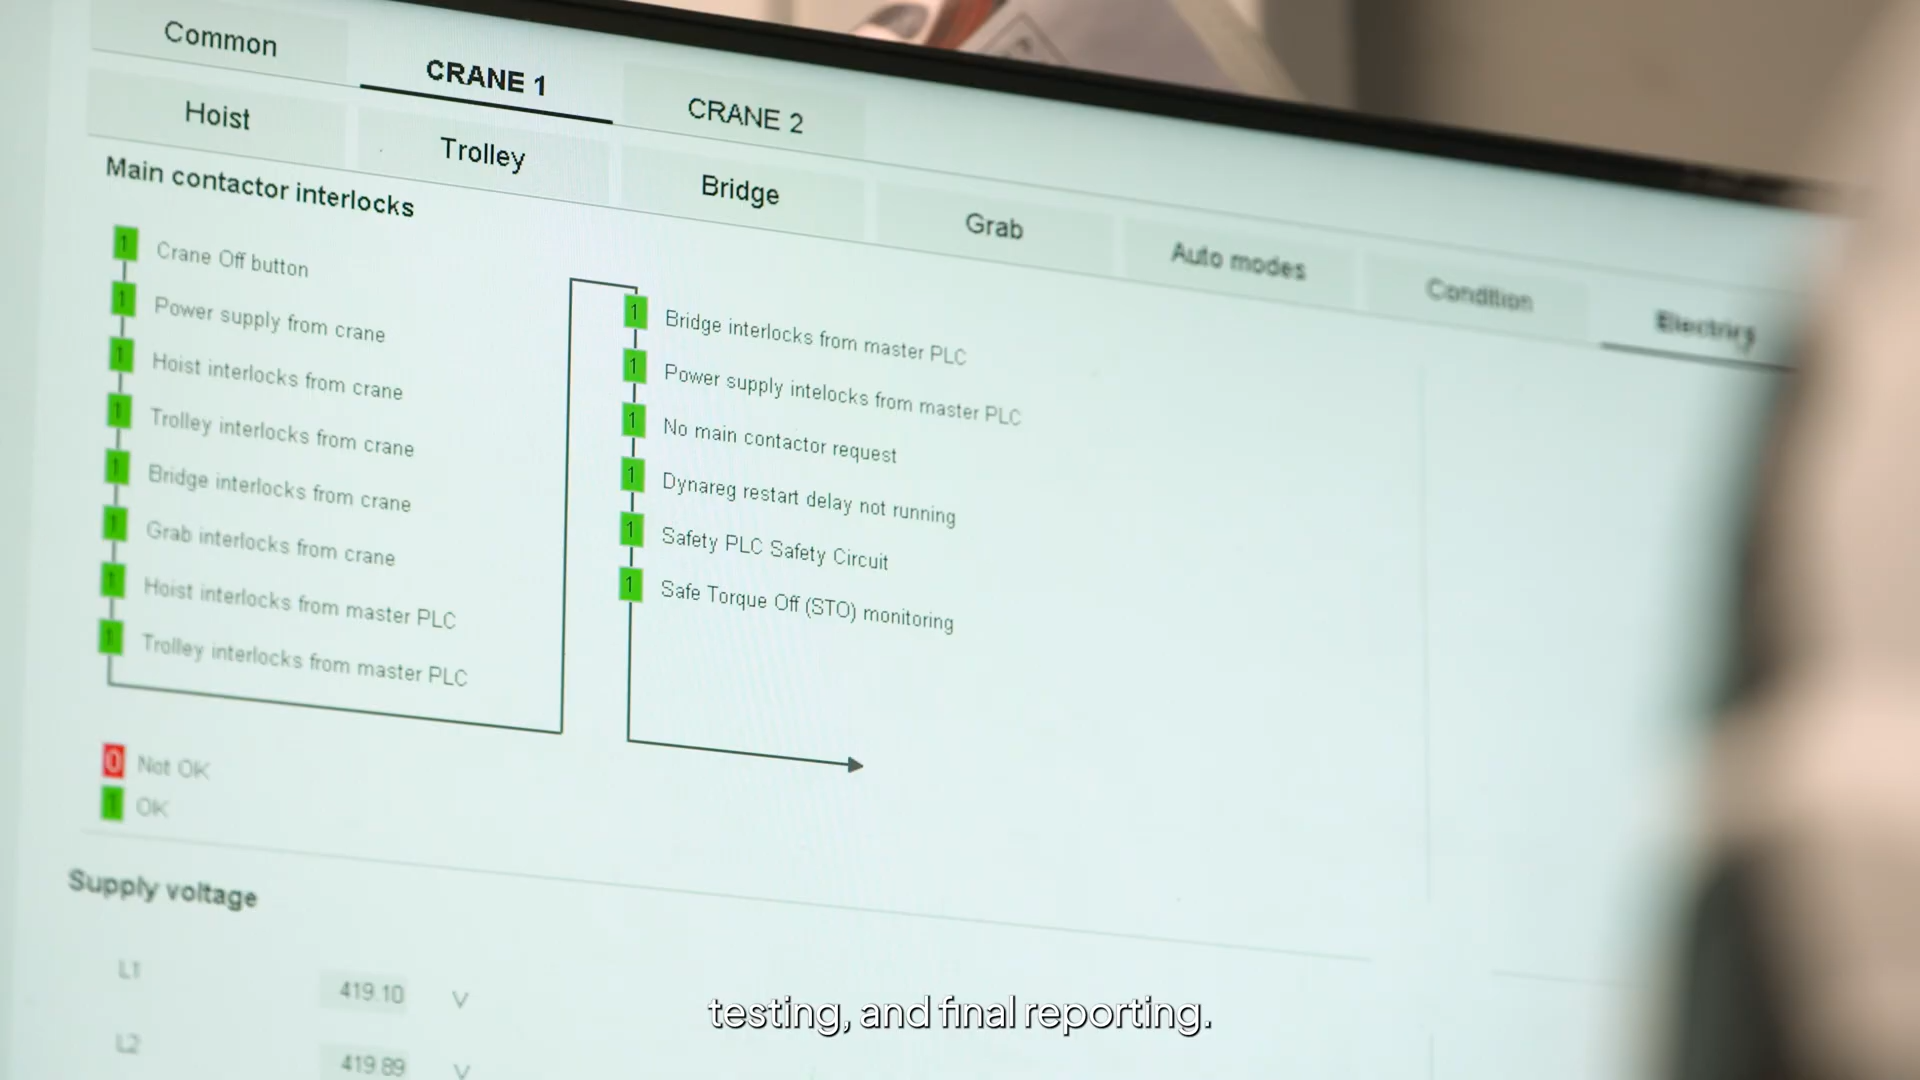 Common
CRANE 1
CRANE 2
Hoist
Trolley
Bridge
Grab
Auto modes
Condition
Main contactor interlocks
1 Crane Off button
1 Power supply from crane
1 Hoist interlocks from crane
1 Trolley interlocks from crane
1 Bridge interlocks from crane
1 Grab interlocks from crane
1 Hoist interlocks from master PLC
1 Trolley interlocks from master PLC
1 Bridge interlocks from master PLC
1 Power supply intelocks from master PLC
1 No main contactor request
1 Dynareg restart delay not running
1 Safety PLC Safety Circuit
1 Safe Torque Off (STO) monitoring
0 Not OK
1 OK
Supply voltage
L1 419.10 V
L2 419.89 V
testing, and final reporting.